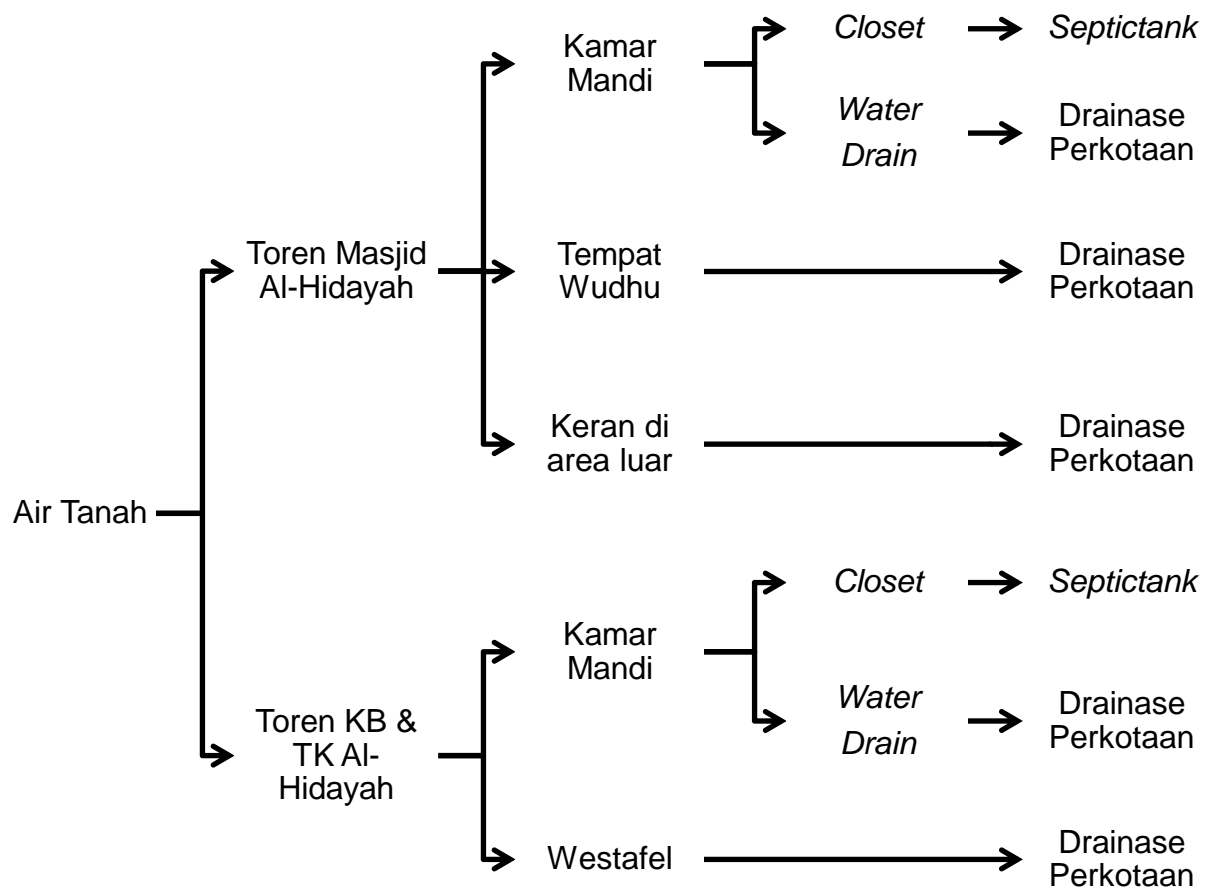 Kamar
Mandi
Closet
Septictank
Water
Drain
Drainase
Perkotaan
Toren Masjid
Al-Hidayah
Tempat
Wudhu
Drainase
Perkotaan
Keran di
area luar
Drainase
Perkotaan
Air Tanah
Kamar
Mandi
Closet
Septictank
Water
Drain
Drainase
Perkotaan
Toren KB &
TK Al-
Hidayah
Westafel
Drainase
Perkotaan